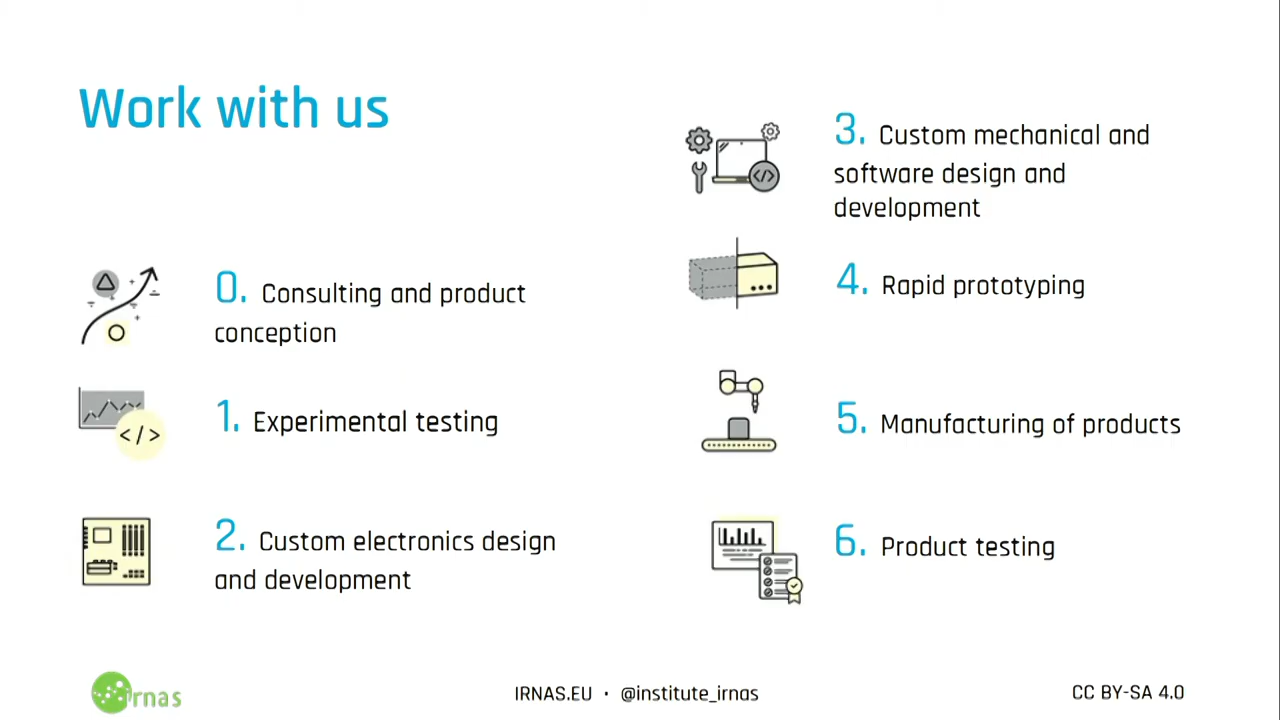 Work with us
0. Consulting and product
conception
1. Experimental testing
</>
2. Custom electronics design
and development
3. Custom mechanical and
software design and
development
</>
4. Rapid prototyping
5. Manufacturing of products
6. Product testing
irnas
IRNAS.EU · @institute_irnas
CC BY-SA 4.0